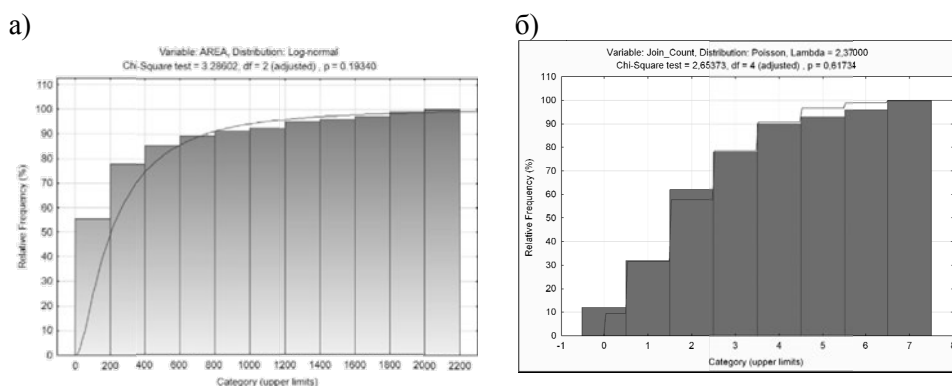 а)
Variable: AREA, Distribution: Log-normal
Chi-Square test = 3.28602, df = 2 (adjusted) , p = 0.19340
110
100
90
80
70
60
50
40
30
20
10
0
Relative Frequency (%)
0 200 400 600 800 1000 1200 1400 1600 1800 2000 2200
Category (upper limits)
б)
Variable: Join_Count, Distribution: Poisson, Lambda = 2,37000
Chi-Square test = 2,65373, df = 4 (adjusted) , p = 0,61734
110
100
90
80
70
60
50
40
30
20
10
0
Relative Frequency (%)
-1 0 1 2 3 4 5 6 7 8
Category (upper limits)